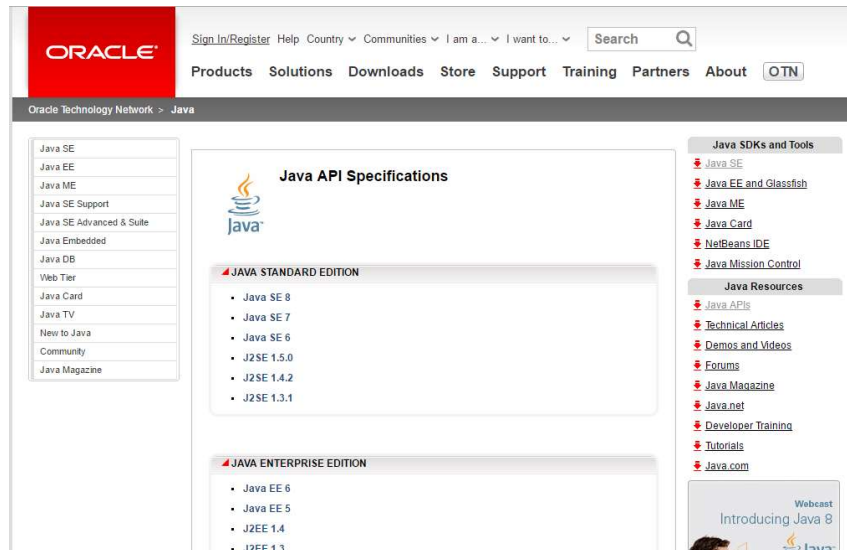 ORACLE
Sign In/Register Help Country Communities I am a... I want to... Search
Products Solutions Downloads Store Support Training Partners About OTN
Oracle Technology Network > Java
Java SE
Java EE
Java ME
Java SE Support
Java SE Advanced & Suite
Java Embedded
Java DB
Web Tier
Java Card
Java TV
New to Java
Community
Java Magazine
Java
Java API Specifications
JAVA STANDARD EDITION
Java SE 8
Java SE 7
Java SE 6
J2SE 1.5.0
J2SE 1.4.2
J2SE 1.3.1
JAVA ENTERPRISE EDITION
Java EE 6
Java EE 5
J2EE 1.4
J2EE 1.3
Java SDKs and Tools
Java SE
Java EE and Glassfish
Java ME
Java Card
NetBeans IDE
Java Mission Control
Java Resources
Java APIs
Technical Articles
Demos and Videos
Forums
Java Magazine
Java.net
Developer Training
Tutorials
Java.com
Webcast
Introducing Java 8
Java